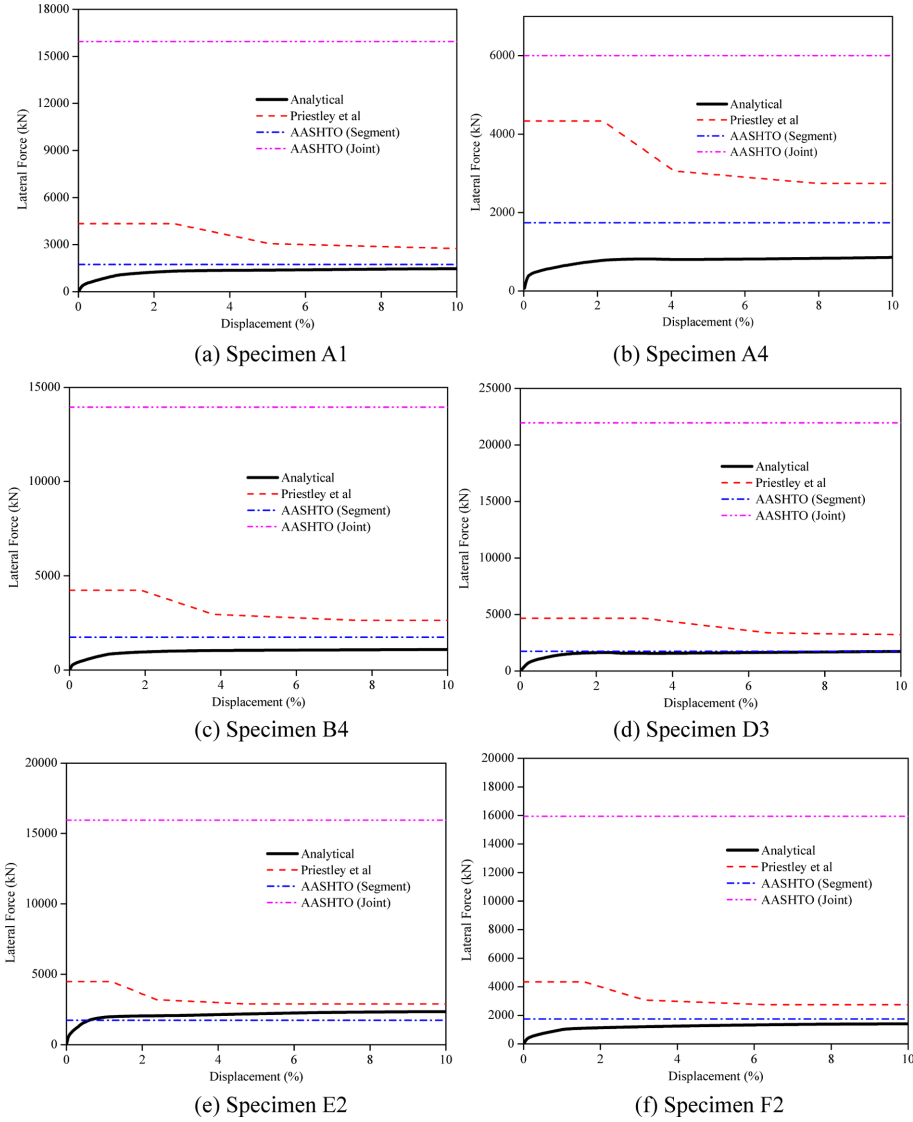 18000
15000
12000
9000
6000
3000
0
Lateral Force (kN)
Analytical
Priestley et al
AASHTO (Segment)
AASHTO (Joint)
0 2 4 6 8 10
Displacement (%)
(a) Specimen A1
6000
4000
2000
0
Lateral Force (kN)
Analytical
Priestley et al
AASHTO (Segment)
AASHTO (Joint)
0 2 4 6 8 10
Displacement (%)
(b) Specimen A4
15000
10000
5000
0
Lateral Force (kN)
Analytical
Priestley et al
AASHTO (Segment)
AASHTO (Joint)
0 2 4 6 8 10
Displacement (%)
(c) Specimen B4
25000
20000
15000
10000
5000
0
Lateral Force (kN)
Analytical
Priestley et al
AASHTO (Segment)
AASHTO (Joint)
0 2 4 6 8 10
Displacement (%)
(d) Specimen D3
20000
15000
10000
5000
0
Lateral Force (kN)
Analytical
Priestley et al
AASHTO (Segment)
AASHTO (Joint)
0 2 4 6 8 10
Displacement (%)
(e) Specimen E2
20000
18000
16000
14000
12000
10000
8000
6000
4000
2000
0
Lateral Force (kN)
Analytical
Priestley et al
AASHTO (Segment)
AASHTO (Joint)
0 2 4 6 8 10
Displacement (%)
(f) Specimen F2